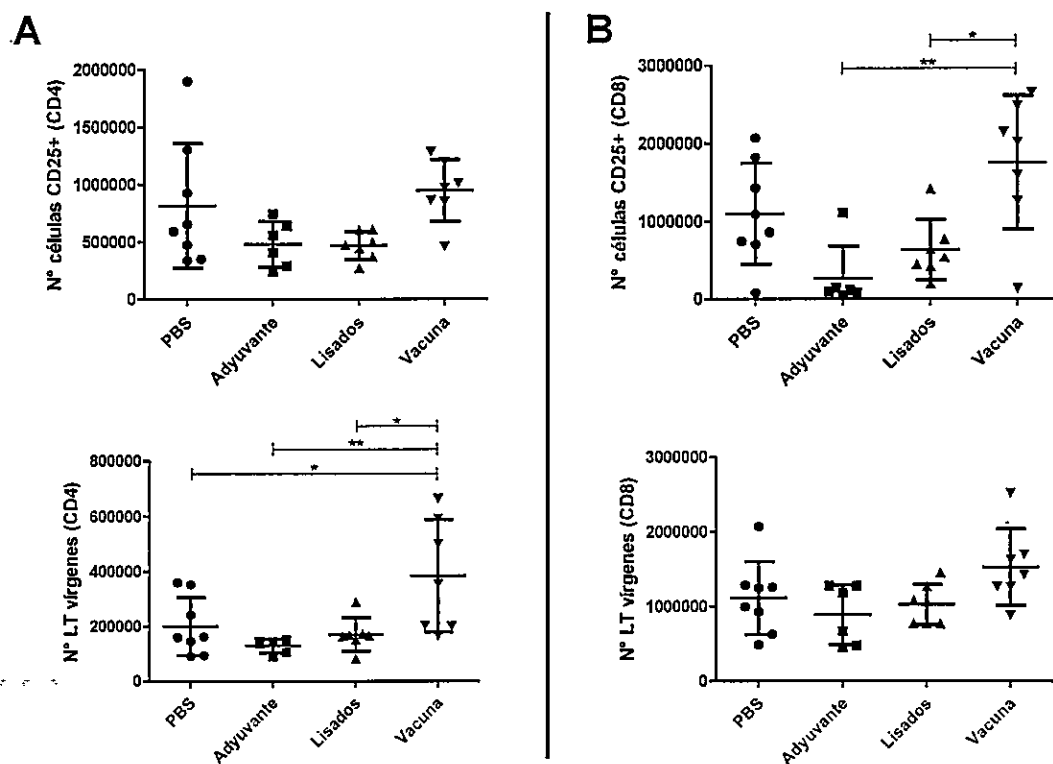 A
N° células CD25+ (CD4)
2000000
1500000
1000000
500000
0
PBS
Adyuvante
Lisados
Vacuna
N° LT vírgenes (CD4)
800000
600000
400000
200000
0
*
**
*
PBS
Adyuvante
Lisados
Vacuna
B
N° células CD25+ (CD8)
3000000
2000000
1000000
0
*
**
PBS
Adyuvante
Lisados
Vacuna
N° LT vírgenes (CD8)
3000000
2000000
1000000
0
PBS
Adyuvante
Lisados
Vacuna